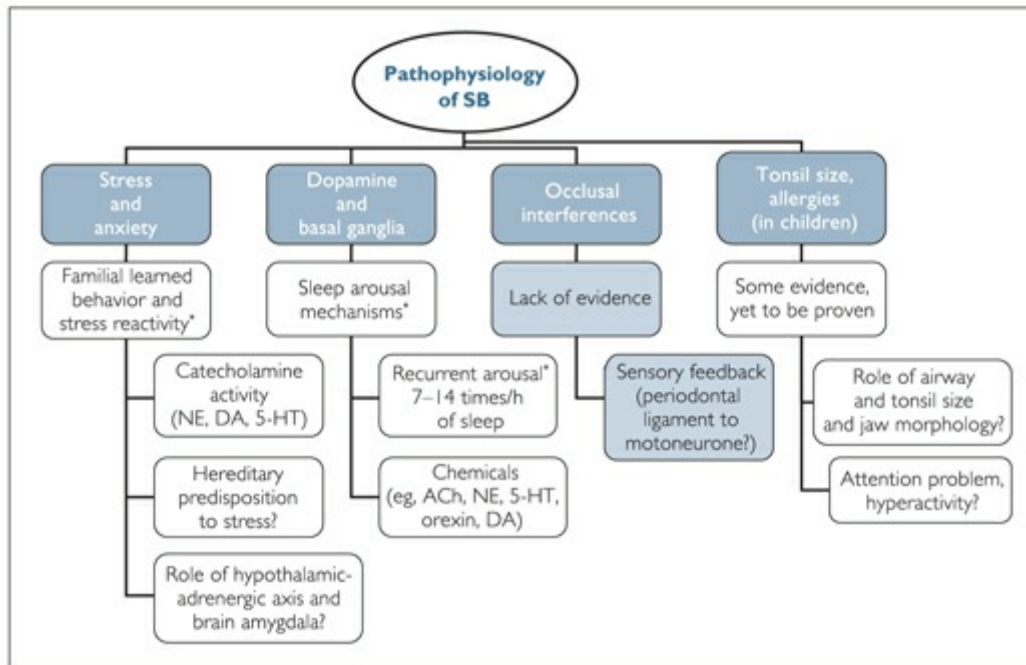 Pathophysiology
of SB
Stress
and
anxiety
Familial learned
behavior and
stress reactivity*
Catecholamine
activity
(NE, DA, 5-HT)
Hereditary
predisposition
to stress?
Role of hypothalamic-
adrenergic axis and
brain amygdala?
Dopamine
and
basal ganglia
Sleep arousal
mechanisms*
Recurrent arousal*
7–14 times/h
of sleep
Chemicals
(eg, ACh, NE, 5-HT,
orexin, DA)
Occlusal
interferences
Lack of evidence
Sensory feedback
(periodontal
ligament to
motoneurone?)
Tonsil size,
allergies
(in children)
Some evidence,
yet to be proven
Role of airway
and tonsil size
and jaw morphology?
Attention problem,
hyperactivity?